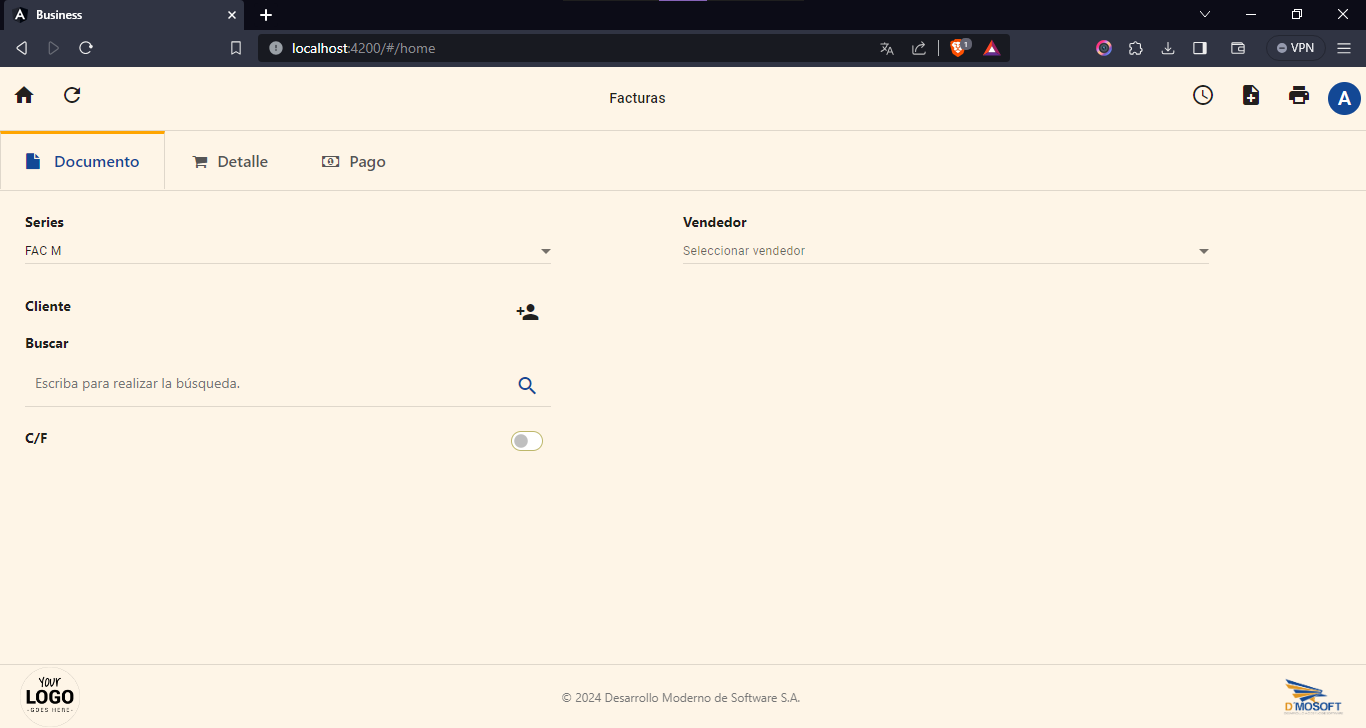 Business
localhost:4200/#/home
1
VPN
Facturas
A
Documento
Detalle
Pago
Series
Vendedor
FAC M
Seleccionar vendedor
Cliente
Buscar
Escriba para realizar la búsqueda.
C/F
YOUR
LOGO
-GOES HERE-
© 2024 Desarrollo Moderno de Software S.A.
D'MOSOFT